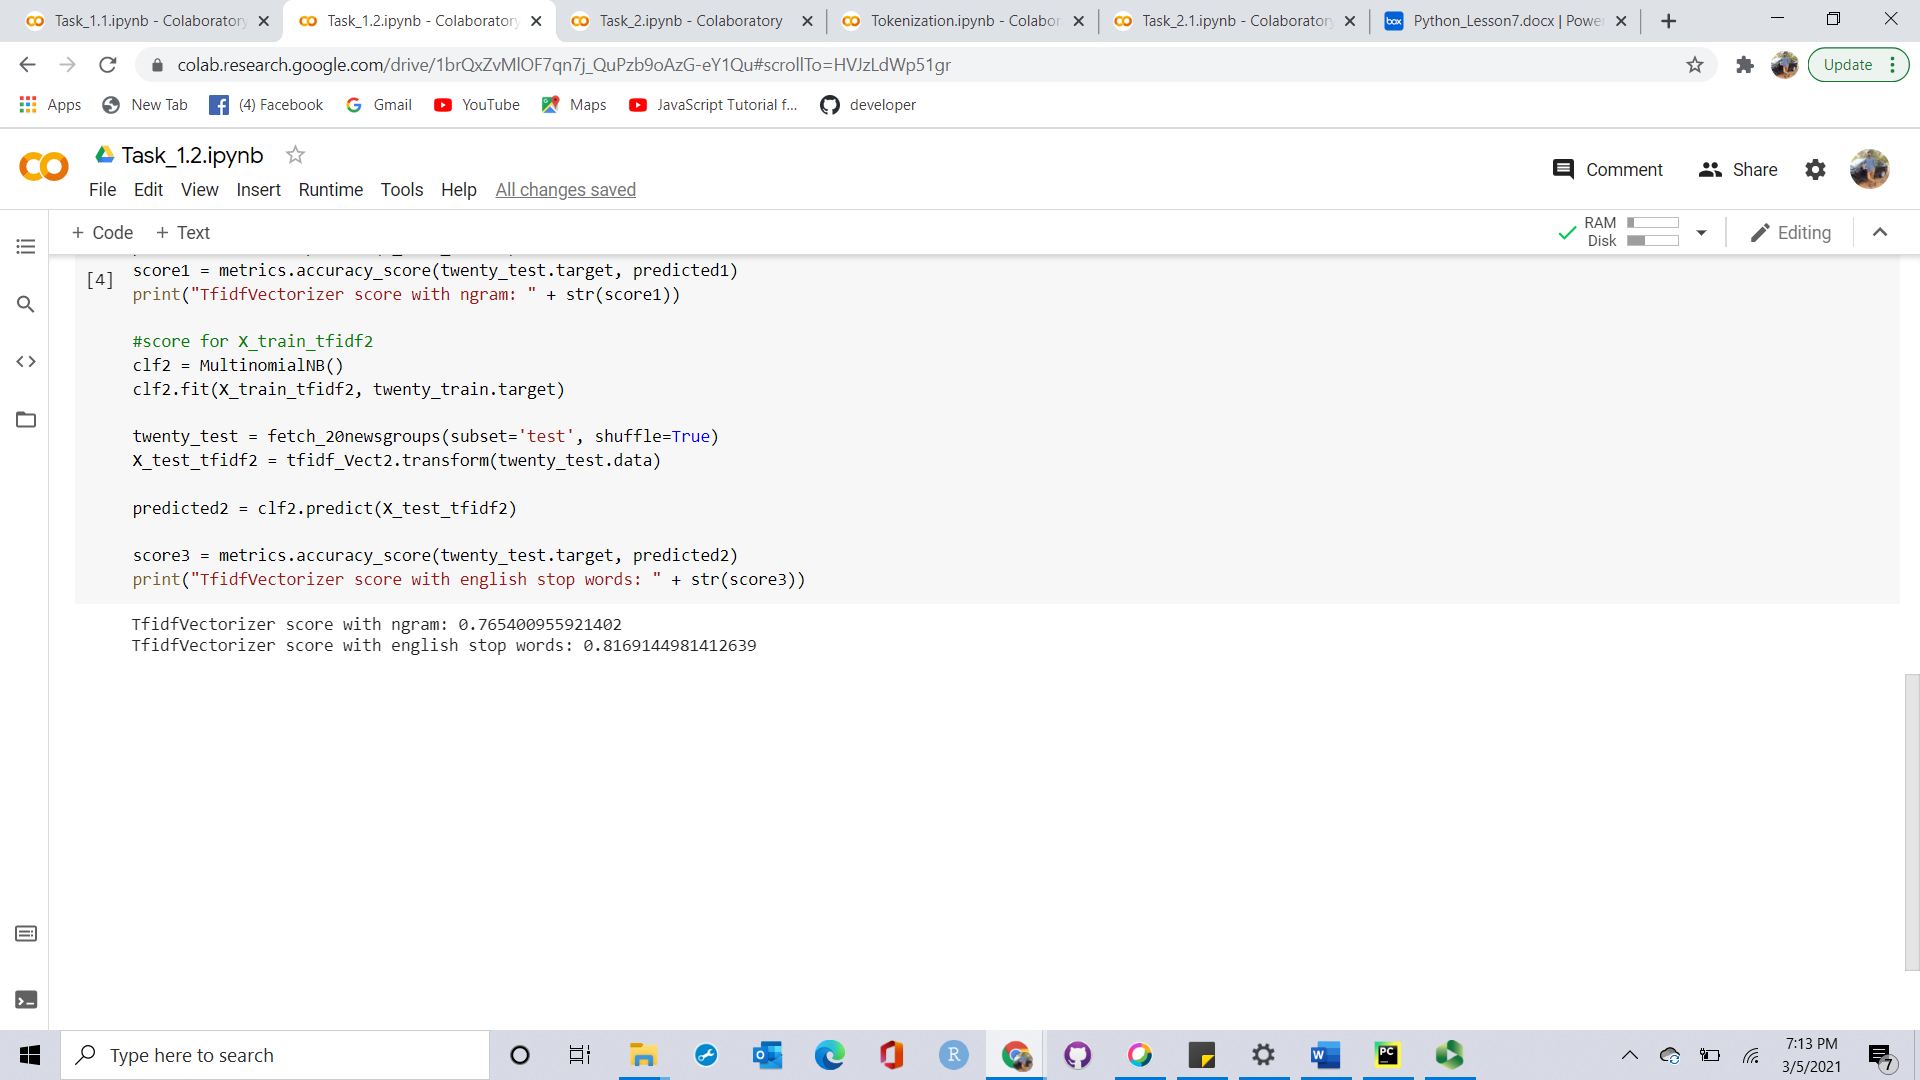 Task_1.1.ipynb - Colaboratory
Task_1.2.ipynb - Colaboratory
Task_2.ipynb - Colaboratory
Tokenization.ipynb - Colabor
Task_2.1.ipynb - Colaboratory
box Python_Lesson7.docx | Powe
colab.research.google.com/drive/1brQxZvMlOF7qn7j_QuPzb9oAzG-eY1Qu#scrollTo=HVJzLdWp51gr
Update
Apps New Tab (4) Facebook Gmail YouTube Maps JavaScript Tutorial f... developer
Task_1.2.ipynb
Comment Share
File Edit View Insert Runtime Tools Help All changes saved
+ Code + Text
RAM
Disk
Editing
[4]
score1 = metrics.accuracy_score(twenty_test.target, predicted1)
print("TfidfVectorizer score with ngram: " + str(score1))
#score for X_train_tfidf2
clf2 = MultinomialNB()
clf2.fit(X_train_tfidf2, twenty_train.target)
twenty_test = fetch_20newsgroups(subset='test', shuffle=True)
X_test_tfidf2 = tfidf_Vect2.transform(twenty_test.data)
predicted2 = clf2.predict(X_test_tfidf2)
score3 = metrics.accuracy_score(twenty_test.target, predicted2)
print("TfidfVectorizer score with english stop words: " + str(score3))
TfidfVectorizer score with ngram: 0.765400955921402
TfidfVectorizer score with english stop words: 0.8169144981412639
Type here to search
7:13 PM
3/5/2021
7